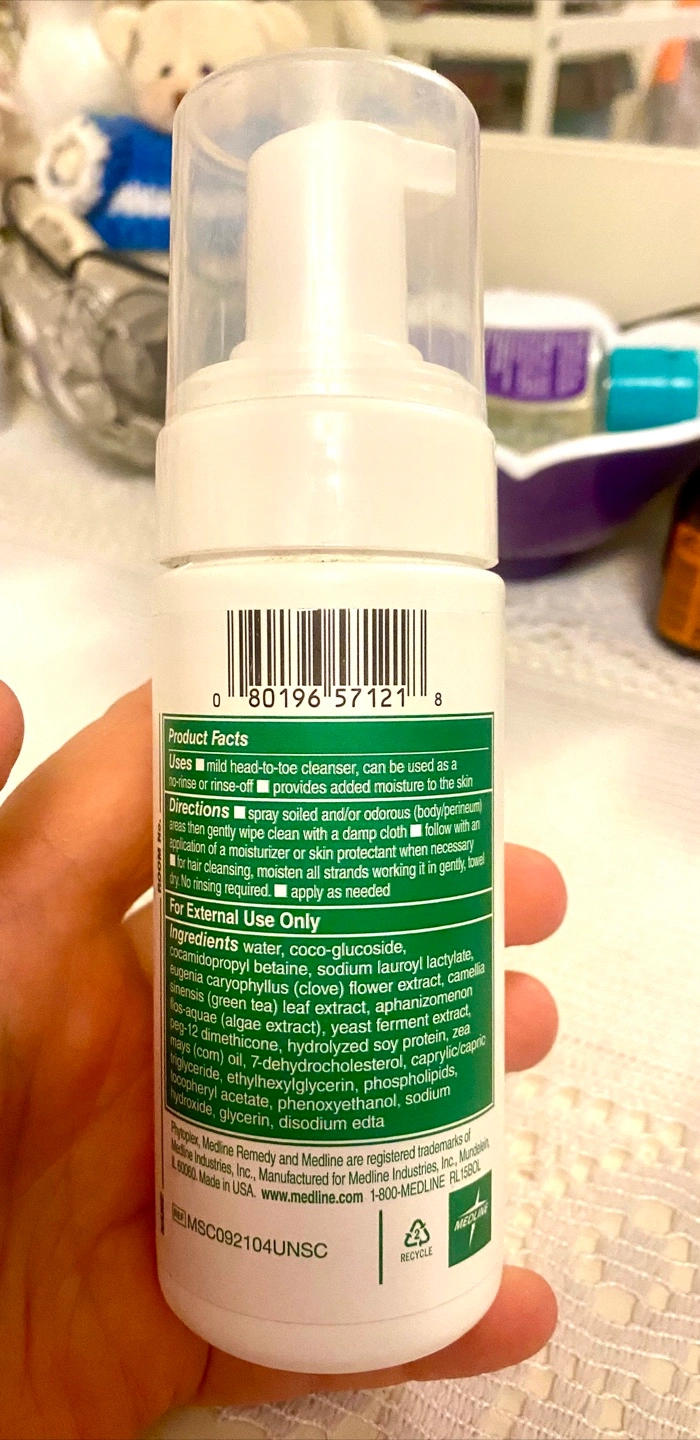 0 80196 57121 8
Product Facts
Uses ■ mild head-to-toe cleanser, can be used as a
no-rinse or rinse-off ■ provides added moisture to the skin
Directions ■ spray soiled and/or odorous (body/perineum)
areas then gently wipe clean with a damp cloth ■ follow with an
application of a moisturizer or skin protectant when necessary
■ for hair cleansing, moisten all strands working it in gently, towel
dry. No rinsing required. ■ apply as needed
For External Use Only
Ingredients water, coco-glucoside,
cocamidopropyl betaine, sodium lauroyl lactylate,
eugenia caryophyllus (clove) flower extract, camellia
sinensis (green tea) leaf extract, aphanizomenon
flos-aquae (algae extract), yeast ferment extract,
peg-12 dimethicone, hydrolyzed soy protein, zea
mays (corn) oil, 7-dehydrocholesterol, caprylic/capric
triglyceride, ethylhexylglycerin, phospholipids,
tocopheryl acetate, phenoxyethanol, sodium
hydroxide, glycerin, disodium edta
Phytoplex, Medline Remedy and Medline are registered trademarks of
Medline Industries, Inc., Manufactured for Medline Industries, Inc., Mundelein,
IL 60060. Made in USA. www.medline.com 1-800-MEDLINE RL15BOL
REF MSC092104UNSC
2
RECYCLE
MEDLINE
ROOM No.